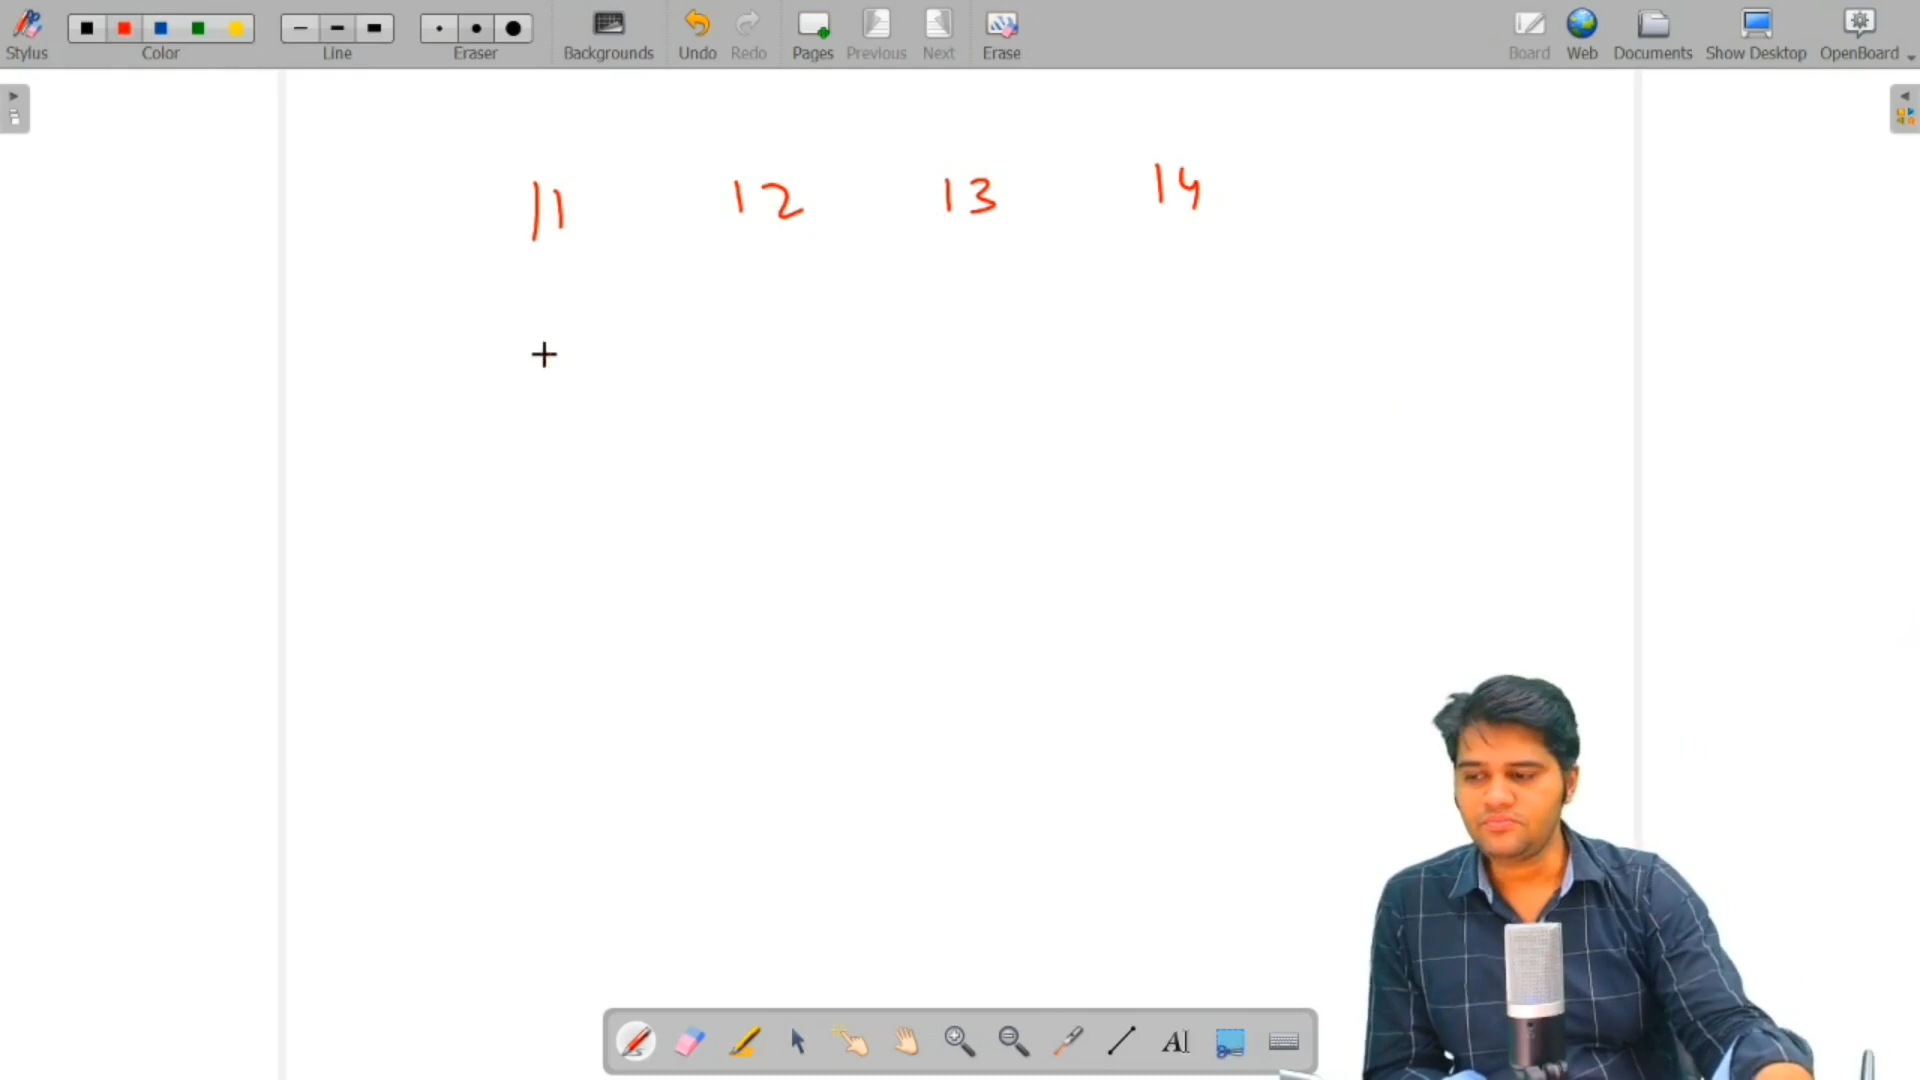 Stylus Color Line Eraser Backgrounds Undo Redo Pages Previous Next Erase Board Web Documents Show Desktop OpenBoard
11 12 13 14
AI